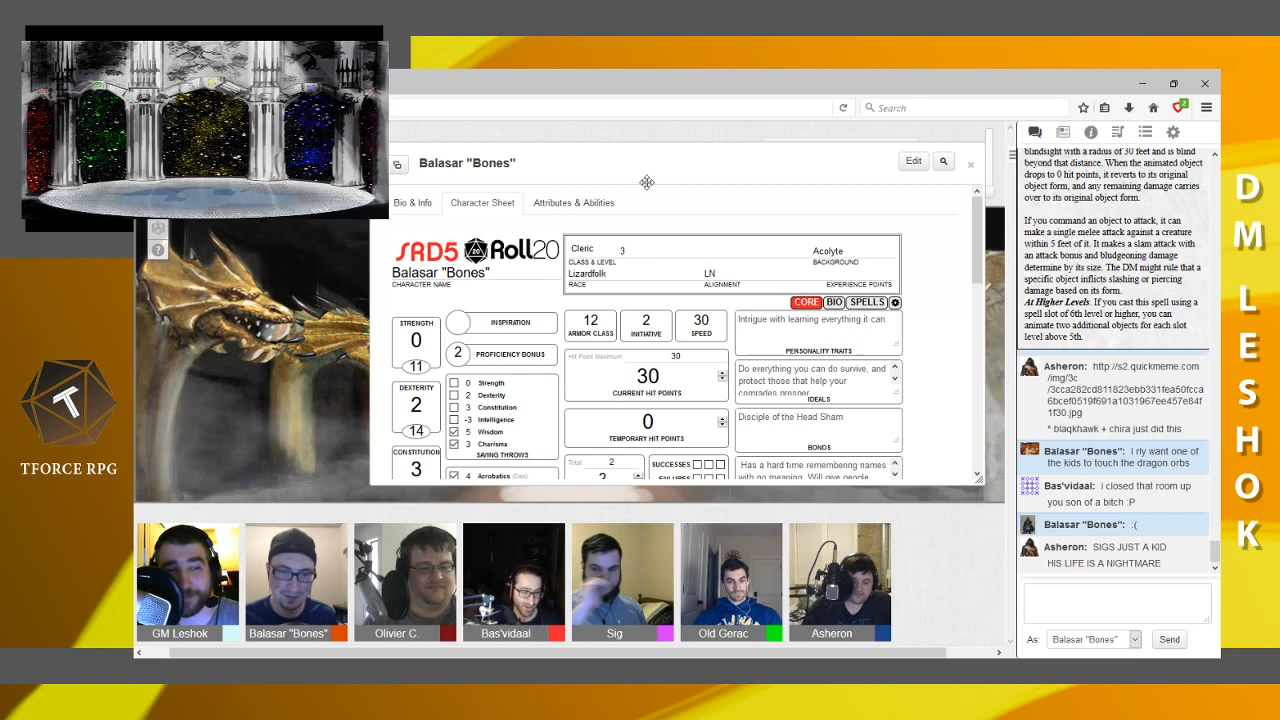 Search
2
Balasar "Bones"
Edit
Bio & Info
Character Sheet
Attributes & Abilities
SRD5 Roll20
20
Balasar "Bones"
CHARACTER NAME
Cleric 3 Acolyte
CLASS & LEVEL BACKGROUND
Lizardfolk LN
RACE ALIGNMENT EXPERIENCE POINTS
CORE BIO SPELLS
STRENGTH
0
11
DEXTERITY
2
14
CONSTITUTION
3
INSPIRATION
2 PROFICIENCY BONUS
0 Strength
2 Dexterity
3 Constitution
-3 Intelligence
5 Wisdom
3 Charisma
SAVING THROWS
4 Acrobatics (Dex)
12 2 30
ARMOR CLASS INITIATIVE SPEED
Hit Point Maximum 30
30
CURRENT HIT POINTS
0
TEMPORARY HIT POINTS
Total 2
SUCCESSES
Intrigue with learning everything it can.
PERSONALITY TRAITS
Do everything you can do survive, and
protect those that help your
comrades prosper
IDEALS
Disciple of the Head Sham
BONDS
Has a hard time remembering names
with no meaning. Will give people
blindsight with a radius of 30 feet and is blind
beyond that distance. When the animated object
drops to 0 hit points, it reverts to its original
object form, and any remaining damage carries
over to its original object form.
If you command an object to attack, it can
make a single melee attack against a creature
within 5 feet of it. It makes a slam attack with
an attack bonus and bludgeoning damage
determine by its size. The DM might rule that a
specific object inflicts slashing or piercing
damage based on its form.
At Higher Levels. If you cast this spell using a
spell slot of 6th level or higher, you can
animate two additional objects for each slot
level above 5th.
Asheron: http://s2.quickmeme.com
/img/3c
/3cca282cd811823ebb331fea50fcca
6bcef0519f691a1031967ee457e84f
1f30.jpg
^ blaqkhawk + chira just did this
Balasar "Bones": I rly want one of
the kids to touch the dragon orbs
Bas'vidaal: i closed that room up
you son of a bitch :P
Balasar "Bones": :(
Asheron: SIGS JUST A KID
HIS LIFE IS A NIGHTMARE
As: Balasar "Bones" Send
T
TFORCE RPG
GM Leshok
Balasar "Bones"
Olivier C.
Bas'vidaal
Sig
Old Gerac
Asheron
DM LESHOK